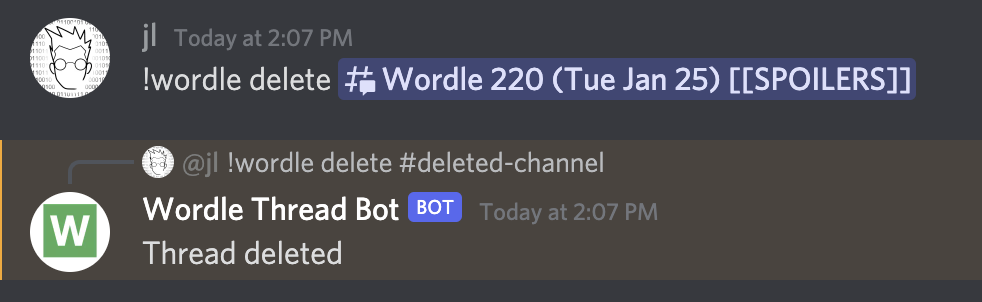 jl Today at 2:07 PM
!wordle delete # Wordle 220 (Tue Jan 25) [[SPOILERS]]
@jl !wordle delete #deleted-channel
W
Wordle Thread Bot BOT Today at 2:07 PM
Thread deleted